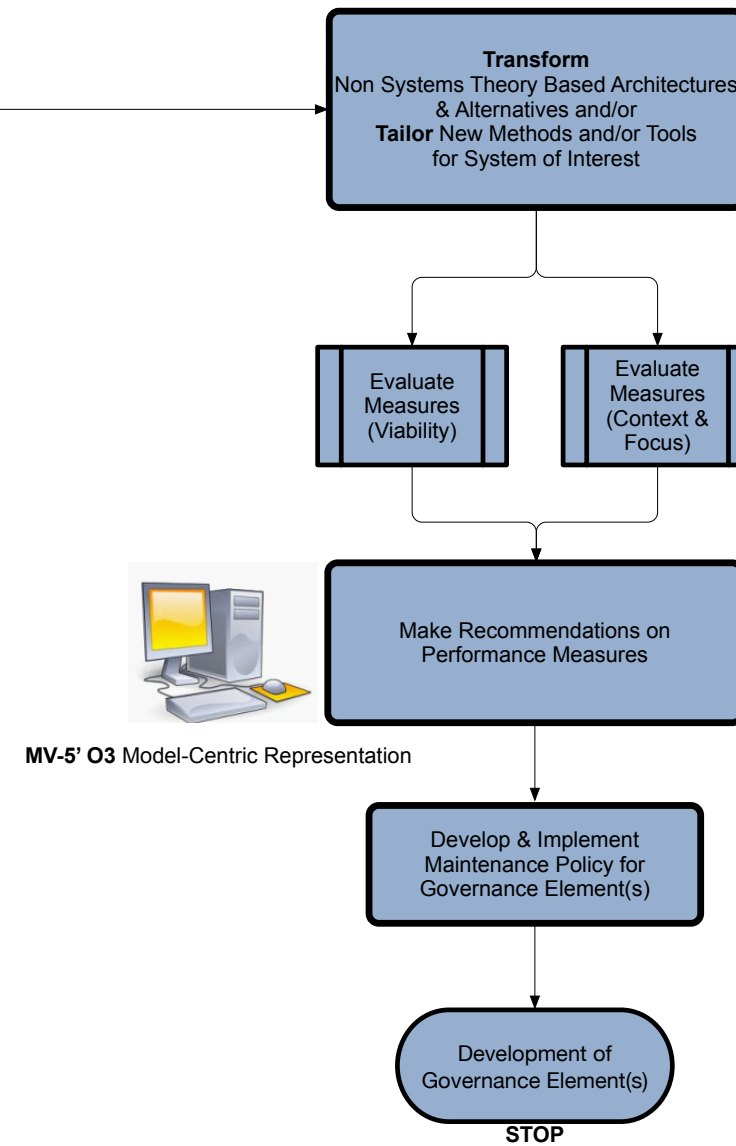 Transform
Non Systems Theory Based Architectures
& Alternatives and/or
Tailor New Methods and/or Tools
for System of Interest
Evaluate
Measures
(Viability)
Evaluate
Measures
(Context &
Focus)
Make Recommendations on
Performance Measures
MV-5’ O3 Model-Centric Representation
Develop & Implement
Maintenance Policy for
Governance Element(s)
Development of
Governance Element(s)
STOP